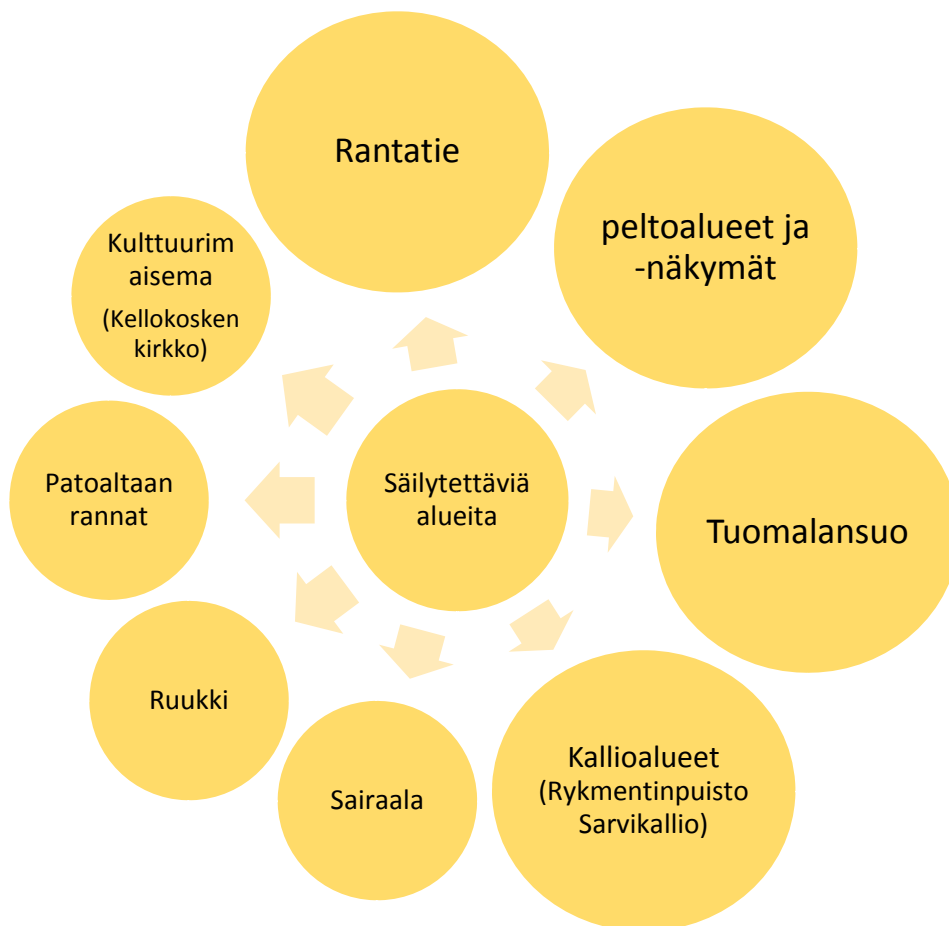 Rantatie
peltoalueet ja
-näkymät
Tuomalansuo
Kallioalueet
(Rykmentinpuisto
Sarvikallio)
Sairaala
Ruukki
Patoaltaan
rannat
Kulttuurim
aisema
(Kellokosken
kirkko)
Säilytettäviä
alueita